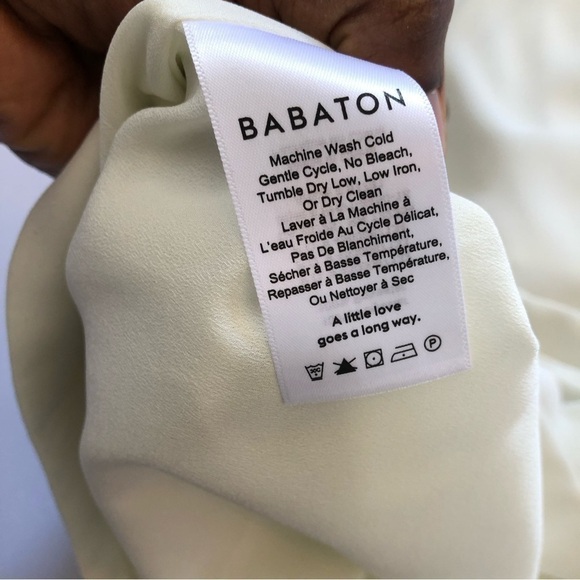 BABATON
Machine Wash Cold
Gentle Cycle, No Bleach,
Tumble Dry Low, Low Iron,
Or Dry Clean
Laver à La Machine à
L'eau Froide Au Cycle Délicat,
Pas De Blanchiment,
Sécher à Basse Température,
Repasser à Basse Température,
Ou Nettoyer à Sec
A little love
goes a long way.
30C P